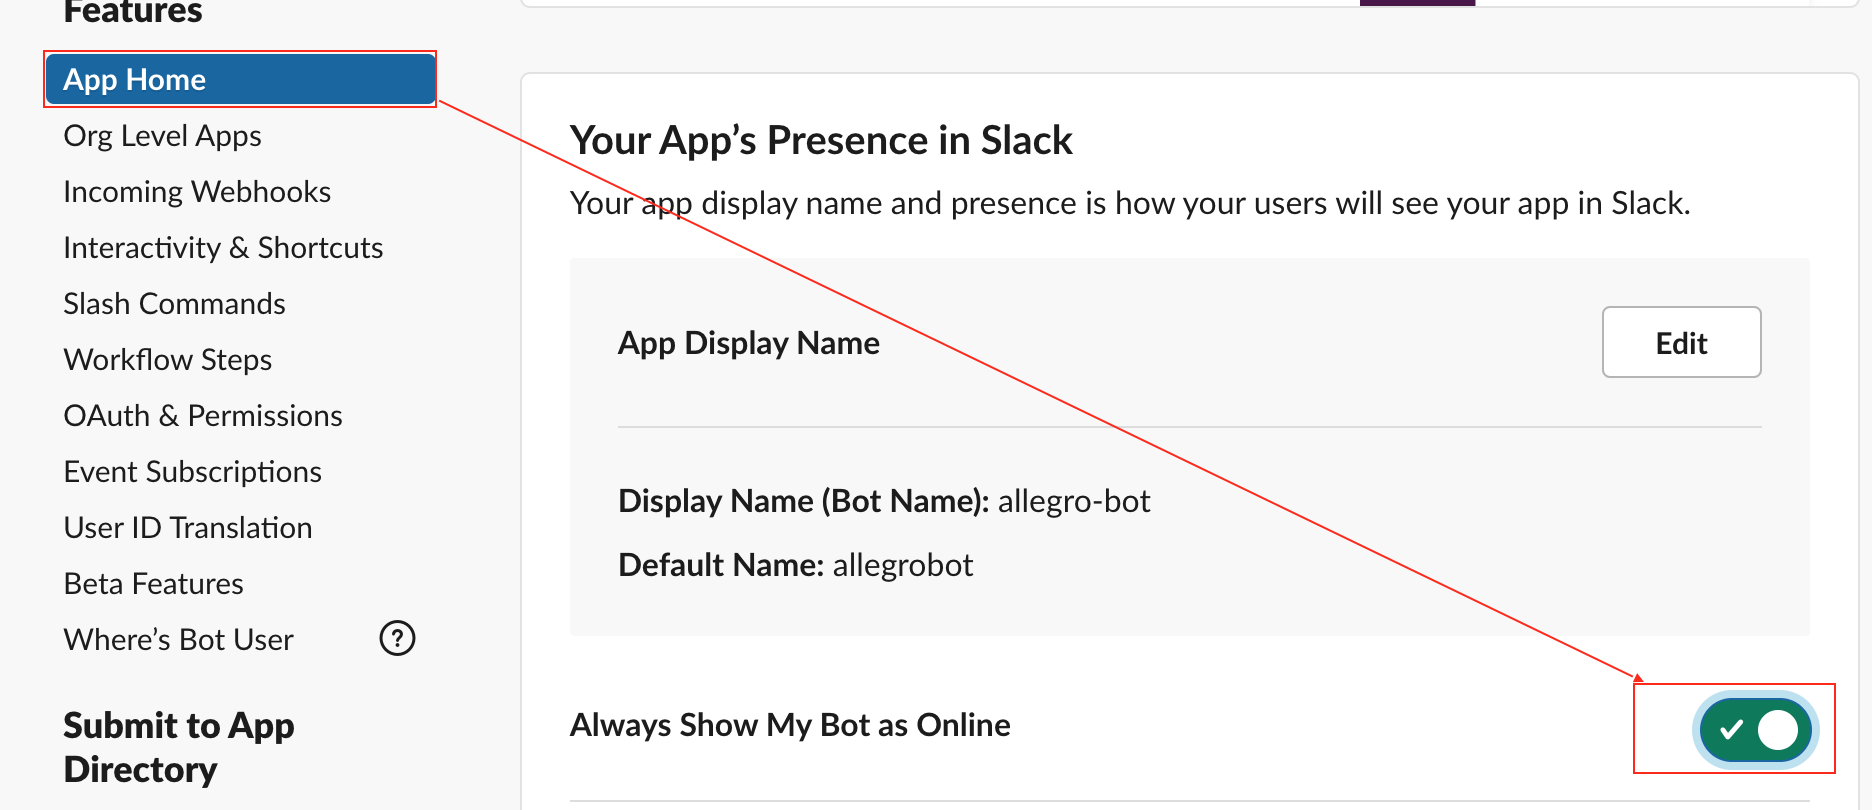 Features
App Home
Org Level Apps
Incoming Webhooks
Interactivity & Shortcuts
Slash Commands
Workflow Steps
OAuth & Permissions
Event Subscriptions
User ID Translation
Beta Features
Where’s Bot User
?
Submit to App
Directory
Your App’s Presence in Slack
Your app display name and presence is how your users will see your app in Slack.
App Display Name
Edit
Display Name (Bot Name): allegro-bot
Default Name: allegrobot
Always Show My Bot as Online